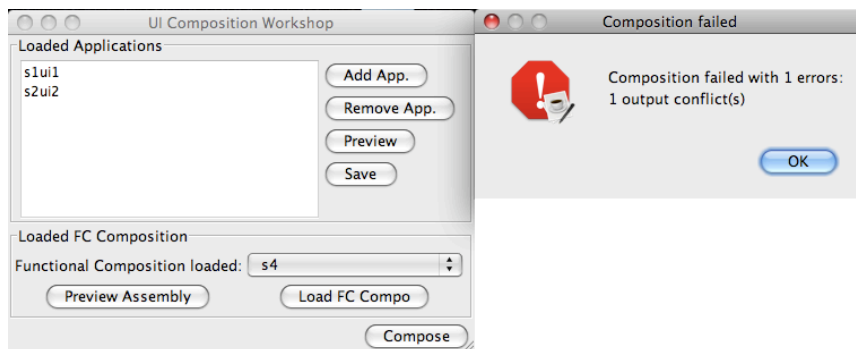 UI Composition Workshop
Loaded Applications
s1ui1
s2ui2
Add App.
Remove App.
Preview
Save
Loaded FC Composition
Functional Composition loaded: s4
Preview Assembly
Load FC Compo
Compose
Composition failed
Composition failed with 1 errors:
1 output conflict(s)
OK